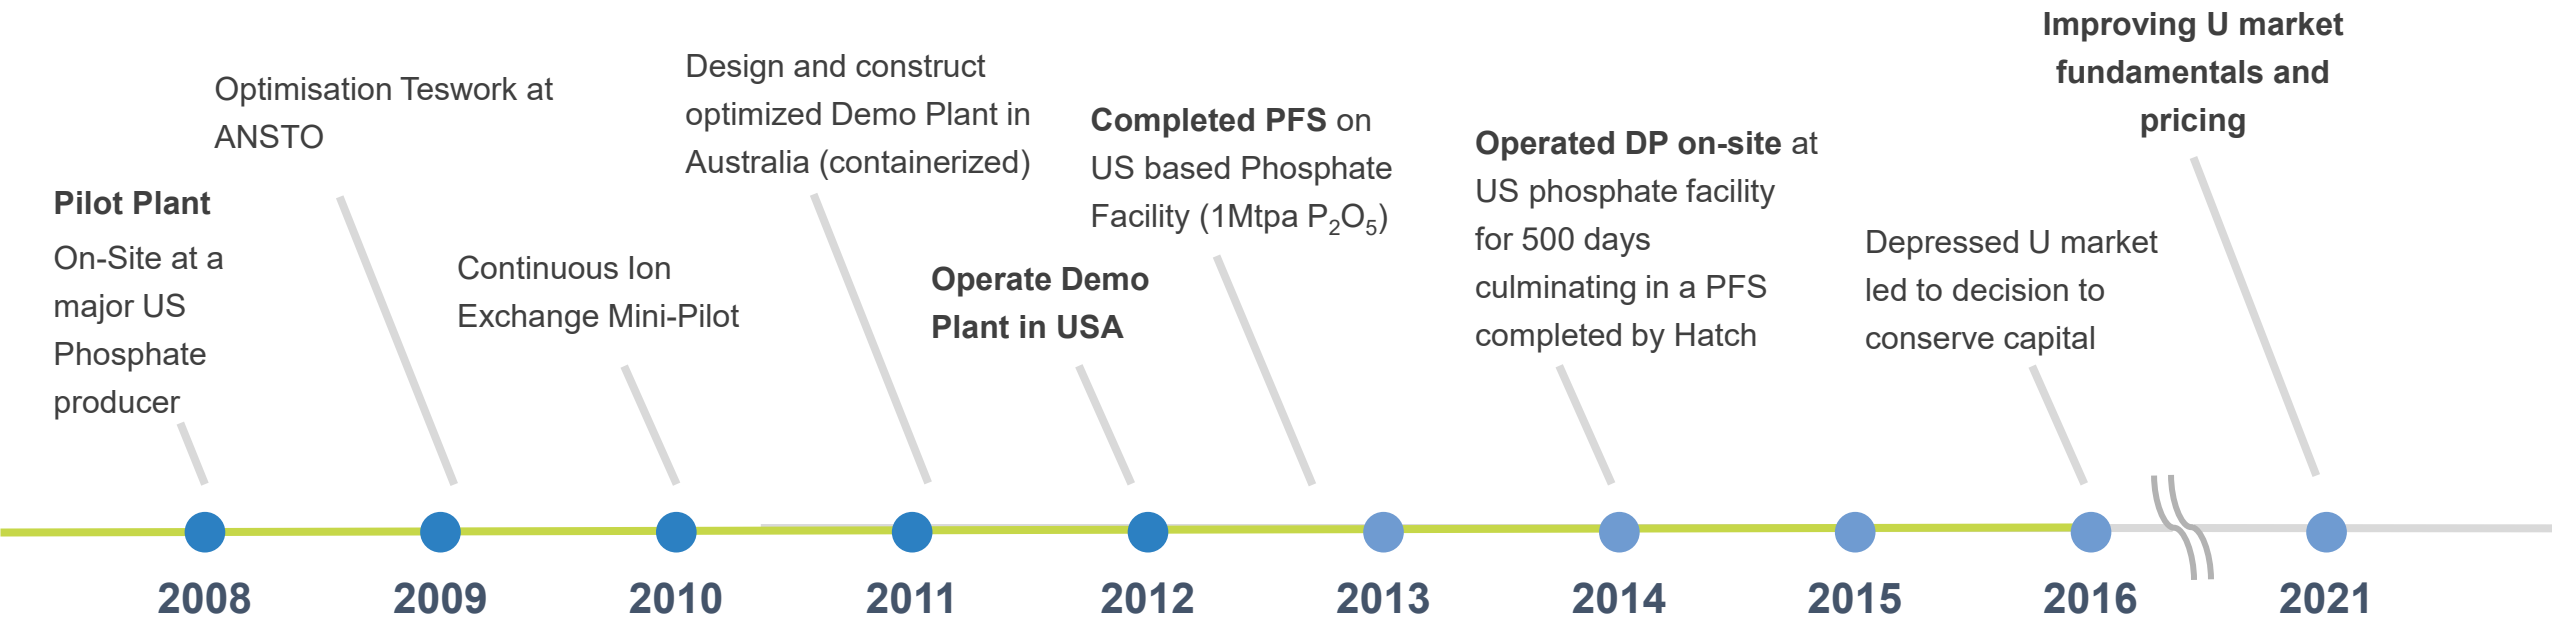 Pilot Plant
On-Site at a
major US
Phosphate
producer
Optimisation Teswork at
ANSTO
Continuous Ion
Exchange Mini-Pilot
Design and construct
optimized Demo Plant in
Australia (containerized)
Operate Demo
Plant in USA
Completed PFS on
US based Phosphate
Facility (1Mtpa P₂O₅)
Operated DP on-site at
US phosphate facility
for 500 days
culminating in a PFS
completed by Hatch
Depressed U market
led to decision to
conserve capital
Improving U market
fundamentals and
pricing
2008 2009 2010 2011 2012 2013 2014 2015 2016 2021